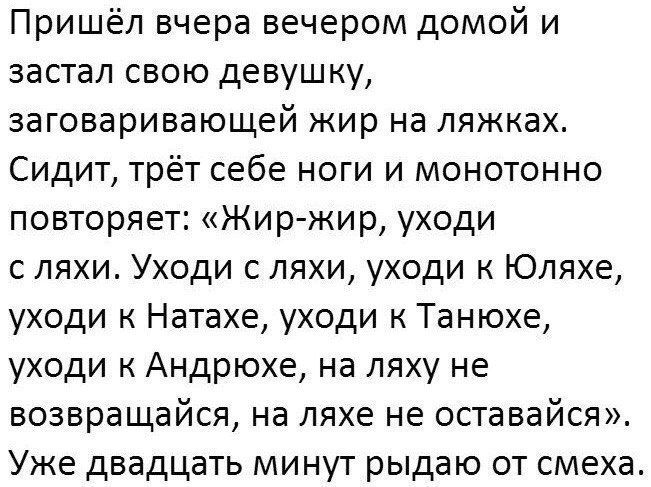 Пришёл вчера вечером домой и
застал свою девушку,
заговаривающей жир на ляжках.
Сидит, трёт себе ноги и монотонно
повторяет: «Жир-жир, уходи
с ляхи. Уходи с ляхи, уходи к Юляхе,
уходи к Натахе, уходи к Танюхе,
уходи к Андрюхе, на ляху не
возвращайся, на ляхе не оставайся».
Уже двадцать минут рыдаю от смеха.